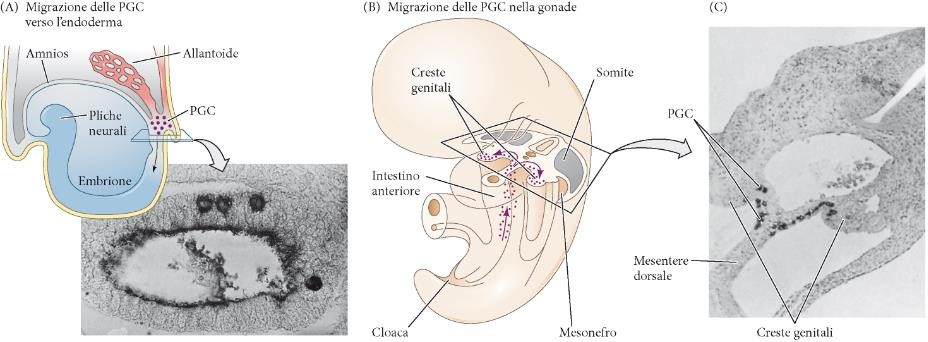 (A) Migrazione delle PGC
verso l'endoderma
Amnios
Allantoide
PGC
Pliche
neurali
Embrione
(B) Migrazione delle PGC nella gonade
Creste
genitali
Somite
Intestino
anteriore
Cloaca
Mesonefro
(C)
PGC
Mesentere
dorsale
Creste genitali